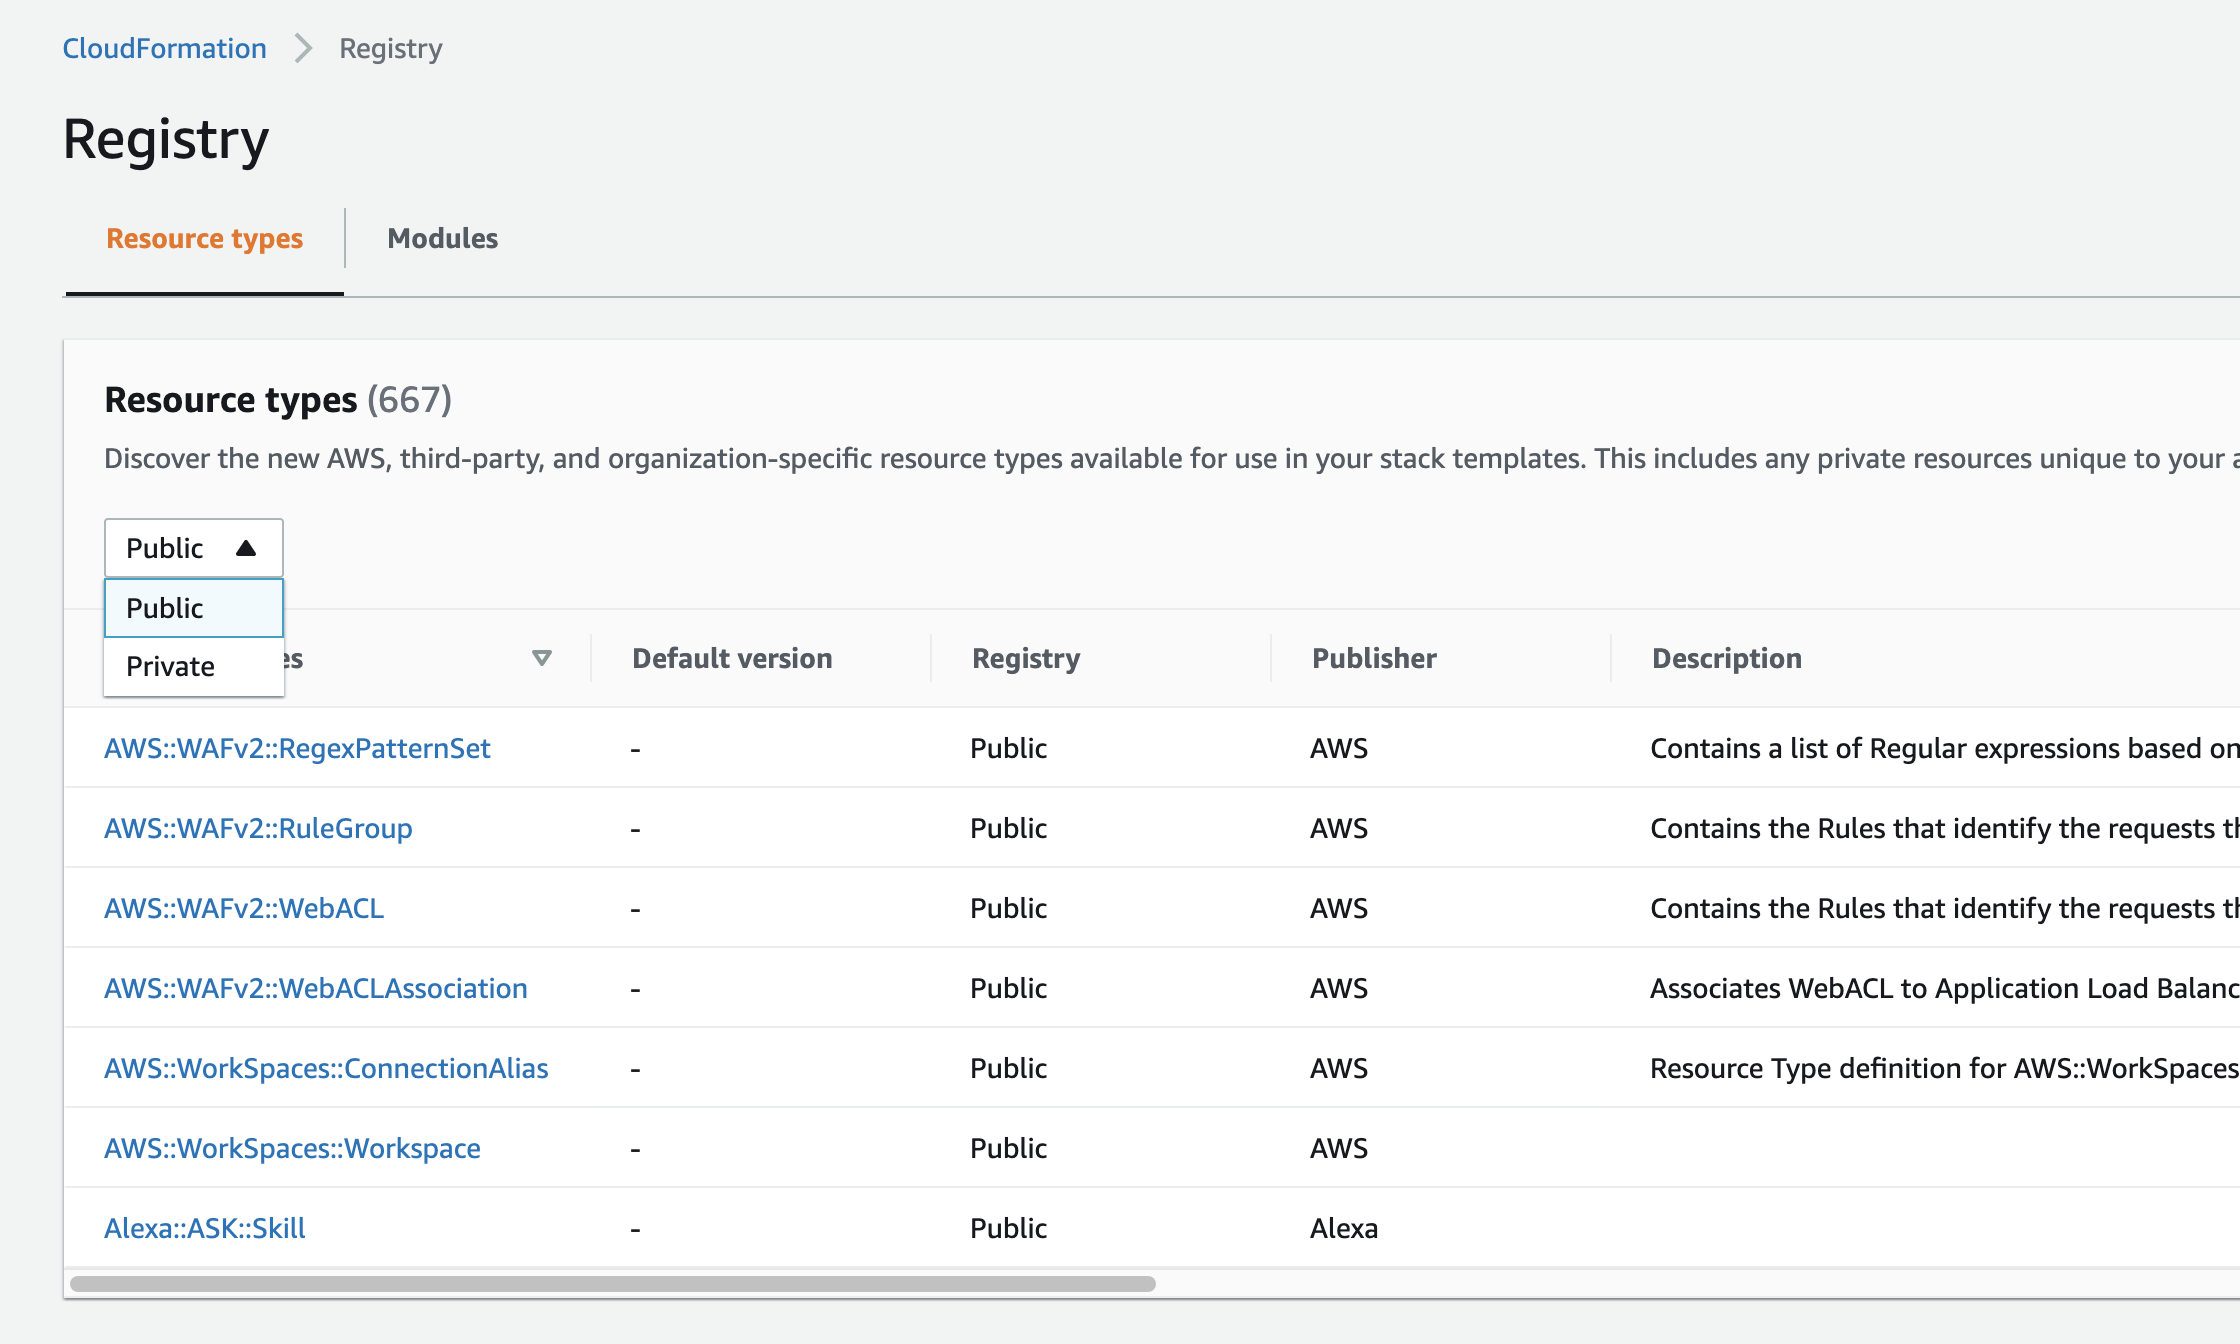 CloudFormation Registry
Registry
Resource types Modules
Resource types (667)
Discover the new AWS, third-party, and organization-specific resource types available for use in your stack templates. This includes any private resources unique to your
Public
Public
Private
Default version Registry Publisher Description
AWS::WAFv2::RegexPatternSet - Public AWS Contains a list of Regular expressions based on
AWS::WAFv2::RuleGroup - Public AWS Contains the Rules that identify the requests
AWS::WAFv2::WebACL - Public AWS Contains the Rules that identify the requests
AWS::WAFv2::WebACLAssociation - Public AWS Associates WebACL to Application Load
AWS::WorkSpaces::ConnectionAlias - Public AWS Resource Type definition for AWS::WorkSpaces
AWS::WorkSpaces::Workspace - Public AWS
Alexa::ASK::Skill - Public Alexa